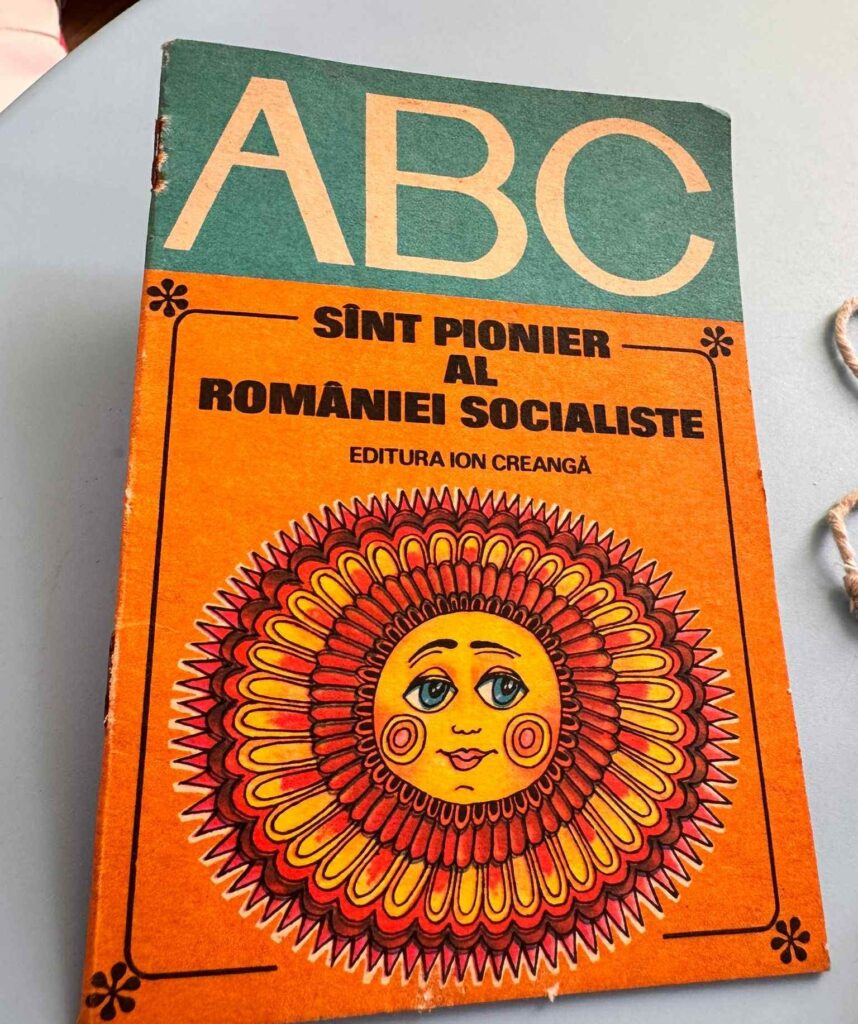 ABC
SÎNT PIONIER
AL
ROMÂNIEI SOCIALISTE
EDITURA ION CREANGĂ